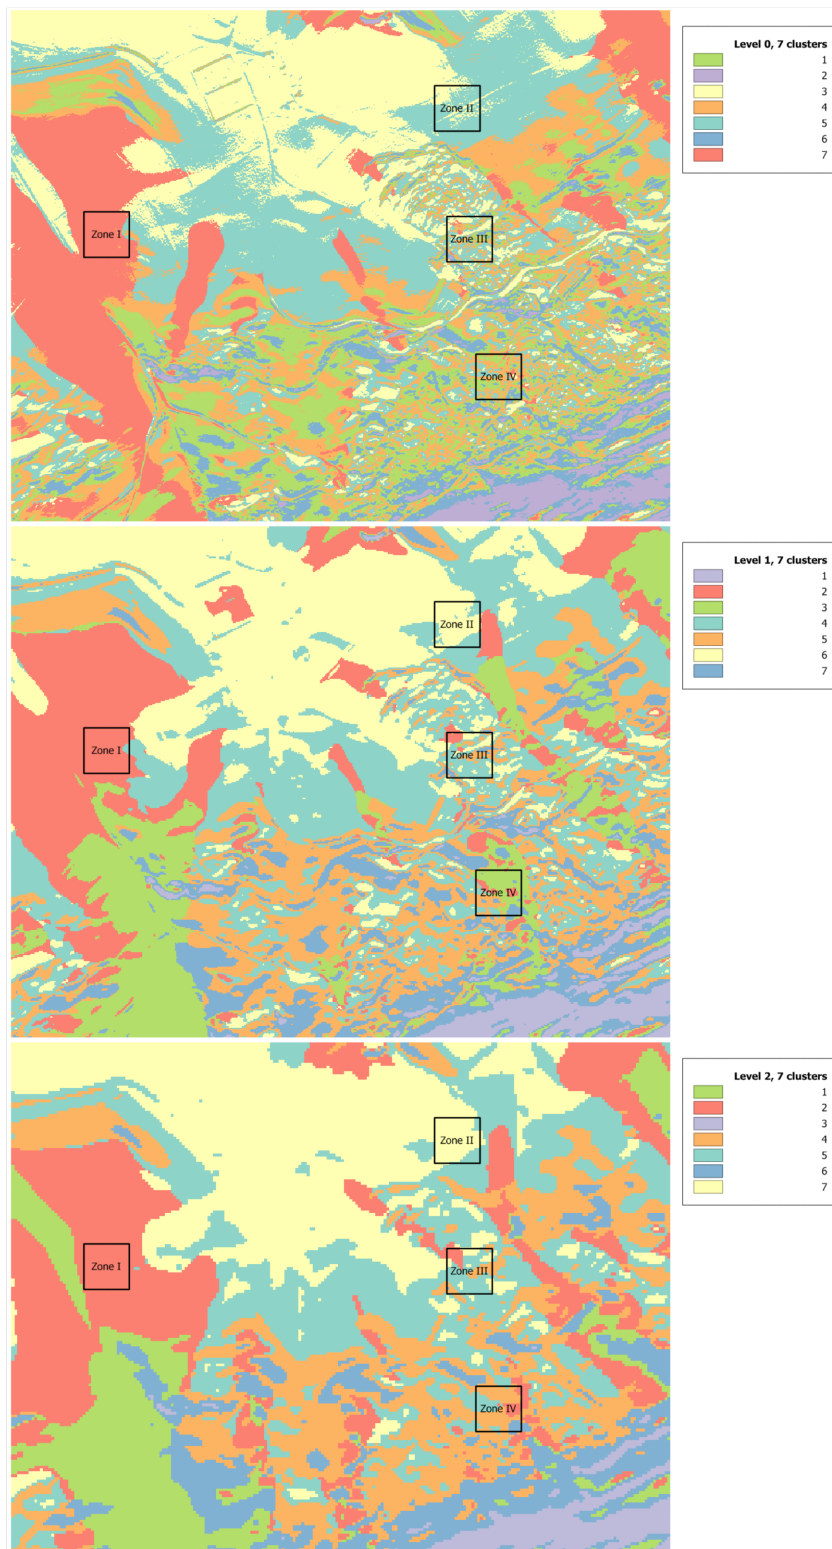 Level 0, 7 clusters
1
2
3
4
5
6
7
Zone II
Zone I
Zone III
Zone IV
Level 1, 7 clusters
1
2
3
4
5
6
7
Zone II
Zone I
Zone III
Zone IV
Level 2, 7 clusters
1
2
3
4
5
6
7
Zone II
Zone I
Zone III
Zone IV